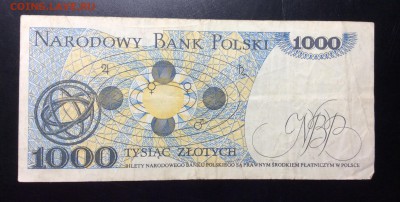 COINS.LAVE.RU
NARODOWY BANK POLSKI 1000
NBP
1000 TYSIĄC ZŁOTYCH
BILETY NARODOWEGO BANKU POLSKIEGO SĄ PRAWNYM ŚRODKIEM PŁATNICZYM W POLSCE